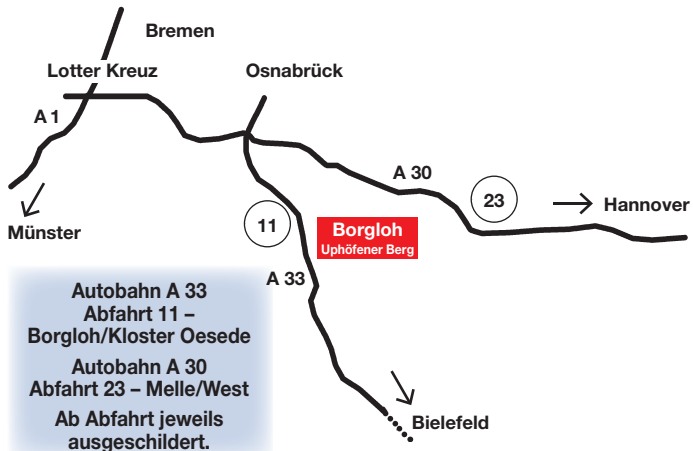 Bremen
Lotter Kreuz
Osnabrück
A 1
A 30
23
Hannover
Münster
11
Borgloh
Uphöfener Berg
A 33
Autobahn A 33
Abfahrt 11 –
Borgloh/Kloster Oesede
Autobahn A 30
Abfahrt 23 – Melle/West
Ab Abfahrt jeweils
ausgeschildert.
Bielefeld